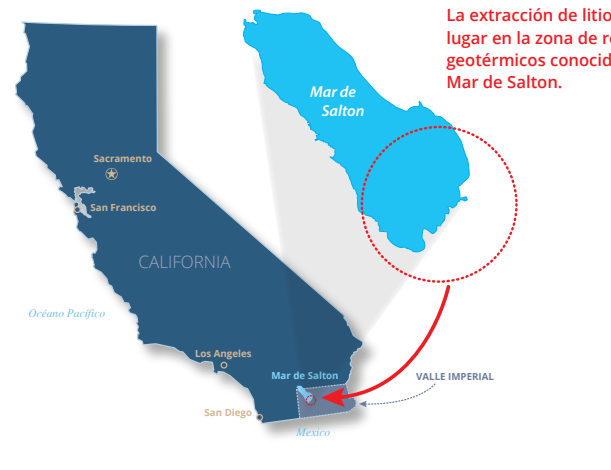 La extracción de litio
lugar en la zona de
geotérmicos
Mar de Salton.
Mar de
Salton
Sacramento
San Francisco
CALIFORNIA
Océano Pacífico
Los Angeles
Mar de Salton
VALLE IMPERIAL
San Diego
Mexico